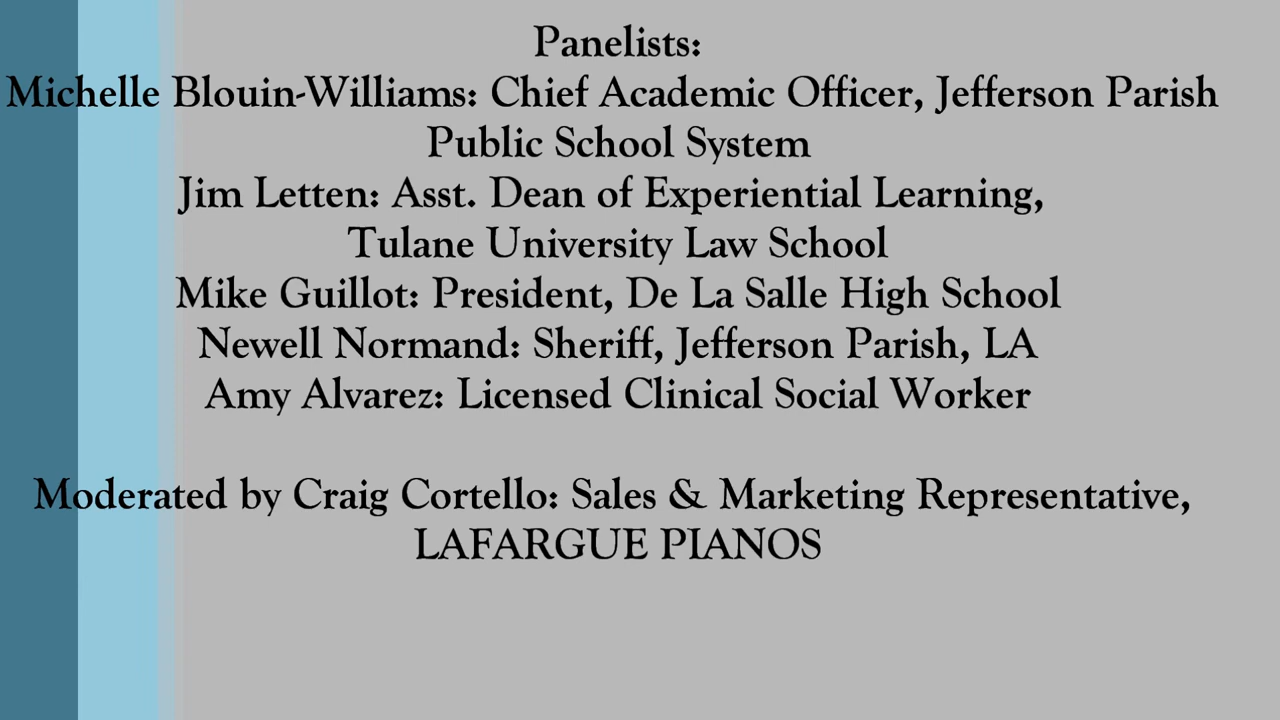 Panelists:
Michelle Blouin-Williams: Chief Academic Officer, Jefferson Parish
Public School System
Jim Letten: Asst. Dean of Experiential Learning,
Tulane University Law School
Mike Guillot: President, De La Salle High School
Newell Normand: Sheriff, Jefferson Parish, LA
Amy Alvarez: Licensed Clinical Social Worker
Moderated by Craig Cortello: Sales & Marketing Representative,
LAFARGUE PIANOS